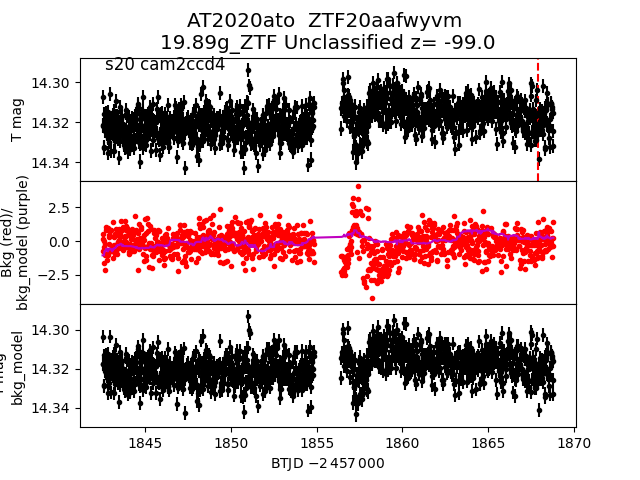 AT2020ato  ZTF20aafwyvm
19.89g_ZTF Unclassified z= -99.0
s20 cam2ccd4
14.30
14.32
14.34
T mag
2.5
0.0
−2.5
Bkg (red)/
bkg_model (purple)
14.30
14.32
14.34
mag
bkg_model
1845
1850
1855
1860
1865
1870
BTJD −2 457 000